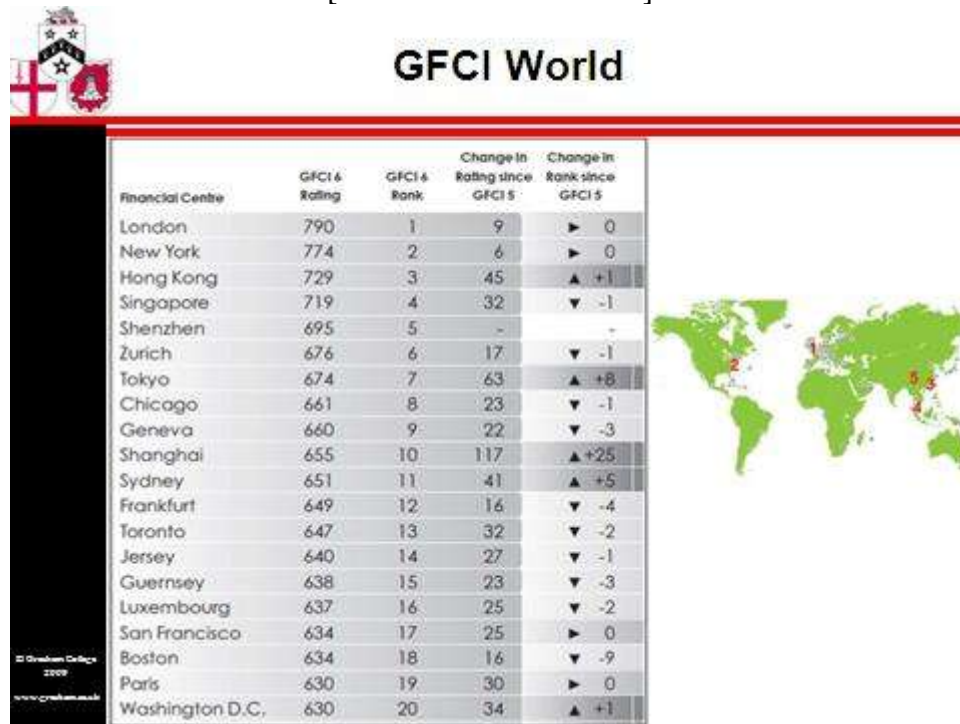 GFCI World
Financial Centre GFCI 6 Rating GFCI 6 Rank Change in Rating since GFCI 5 Change in Rank since GFCI 5
London 790 1 9 ► 0
New York 774 2 6 ► 0
Hong Kong 729 3 45 ▲ +1
Singapore 719 4 32 ▼ -1
Shenzhen 695 5 - -
Zurich 676 6 17 ▼ -1
Tokyo 674 7 63 ▲ +8
Chicago 661 8 23 ▼ -1
Geneva 660 9 22 ▼ -3
Shanghai 655 10 117 ▲ +25
Sydney 651 11 41 ▲ +5
Frankfurt 649 12 16 ▼ -4
Toronto 647 13 32 ▼ -2
Jersey 640 14 27 ▼ -1
Guernsey 638 15 23 ▼ -3
Luxembourg 637 16 25 ▼ -2
San Francisco 634 17 25 ► 0
Boston 634 18 16 ▼ -9
Paris 630 19 30 ► 0
Washington D.C. 630 20 34 ▲ +1
1
2
5 3
4
© Gresham College
2009